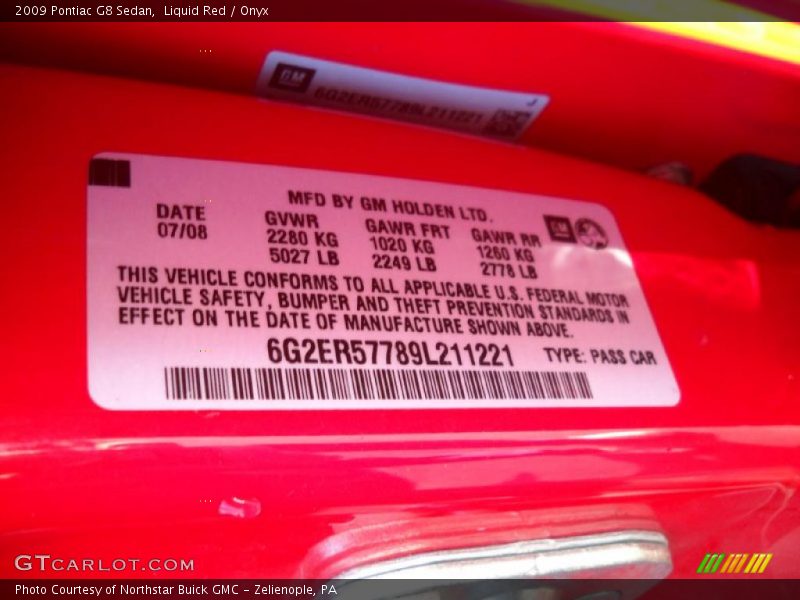 2009 Pontiac G8 Sedan,  Liquid Red / Onyx
GM
6G2ER57789L211221
J
MFD BY GM HOLDEN LTD.
DATE
07/08
GVWR
2280 KG
5027 LB
GAWR FRT
1020 KG
2249 LB
GAWR RR
1260 KG
2778 LB
GM
THIS VEHICLE CONFORMS TO ALL APPLICABLE U.S. FEDERAL MOTOR
VEHICLE SAFETY, BUMPER AND THEFT PREVENTION STANDARDS IN
EFFECT ON THE DATE OF MANUFACTURE SHOWN ABOVE.
6G2ER57789L211221 TYPE: PASS CAR
GTCARLOT.COM
Photo Courtesy of Northstar Buick GMC - Zelienople, PA